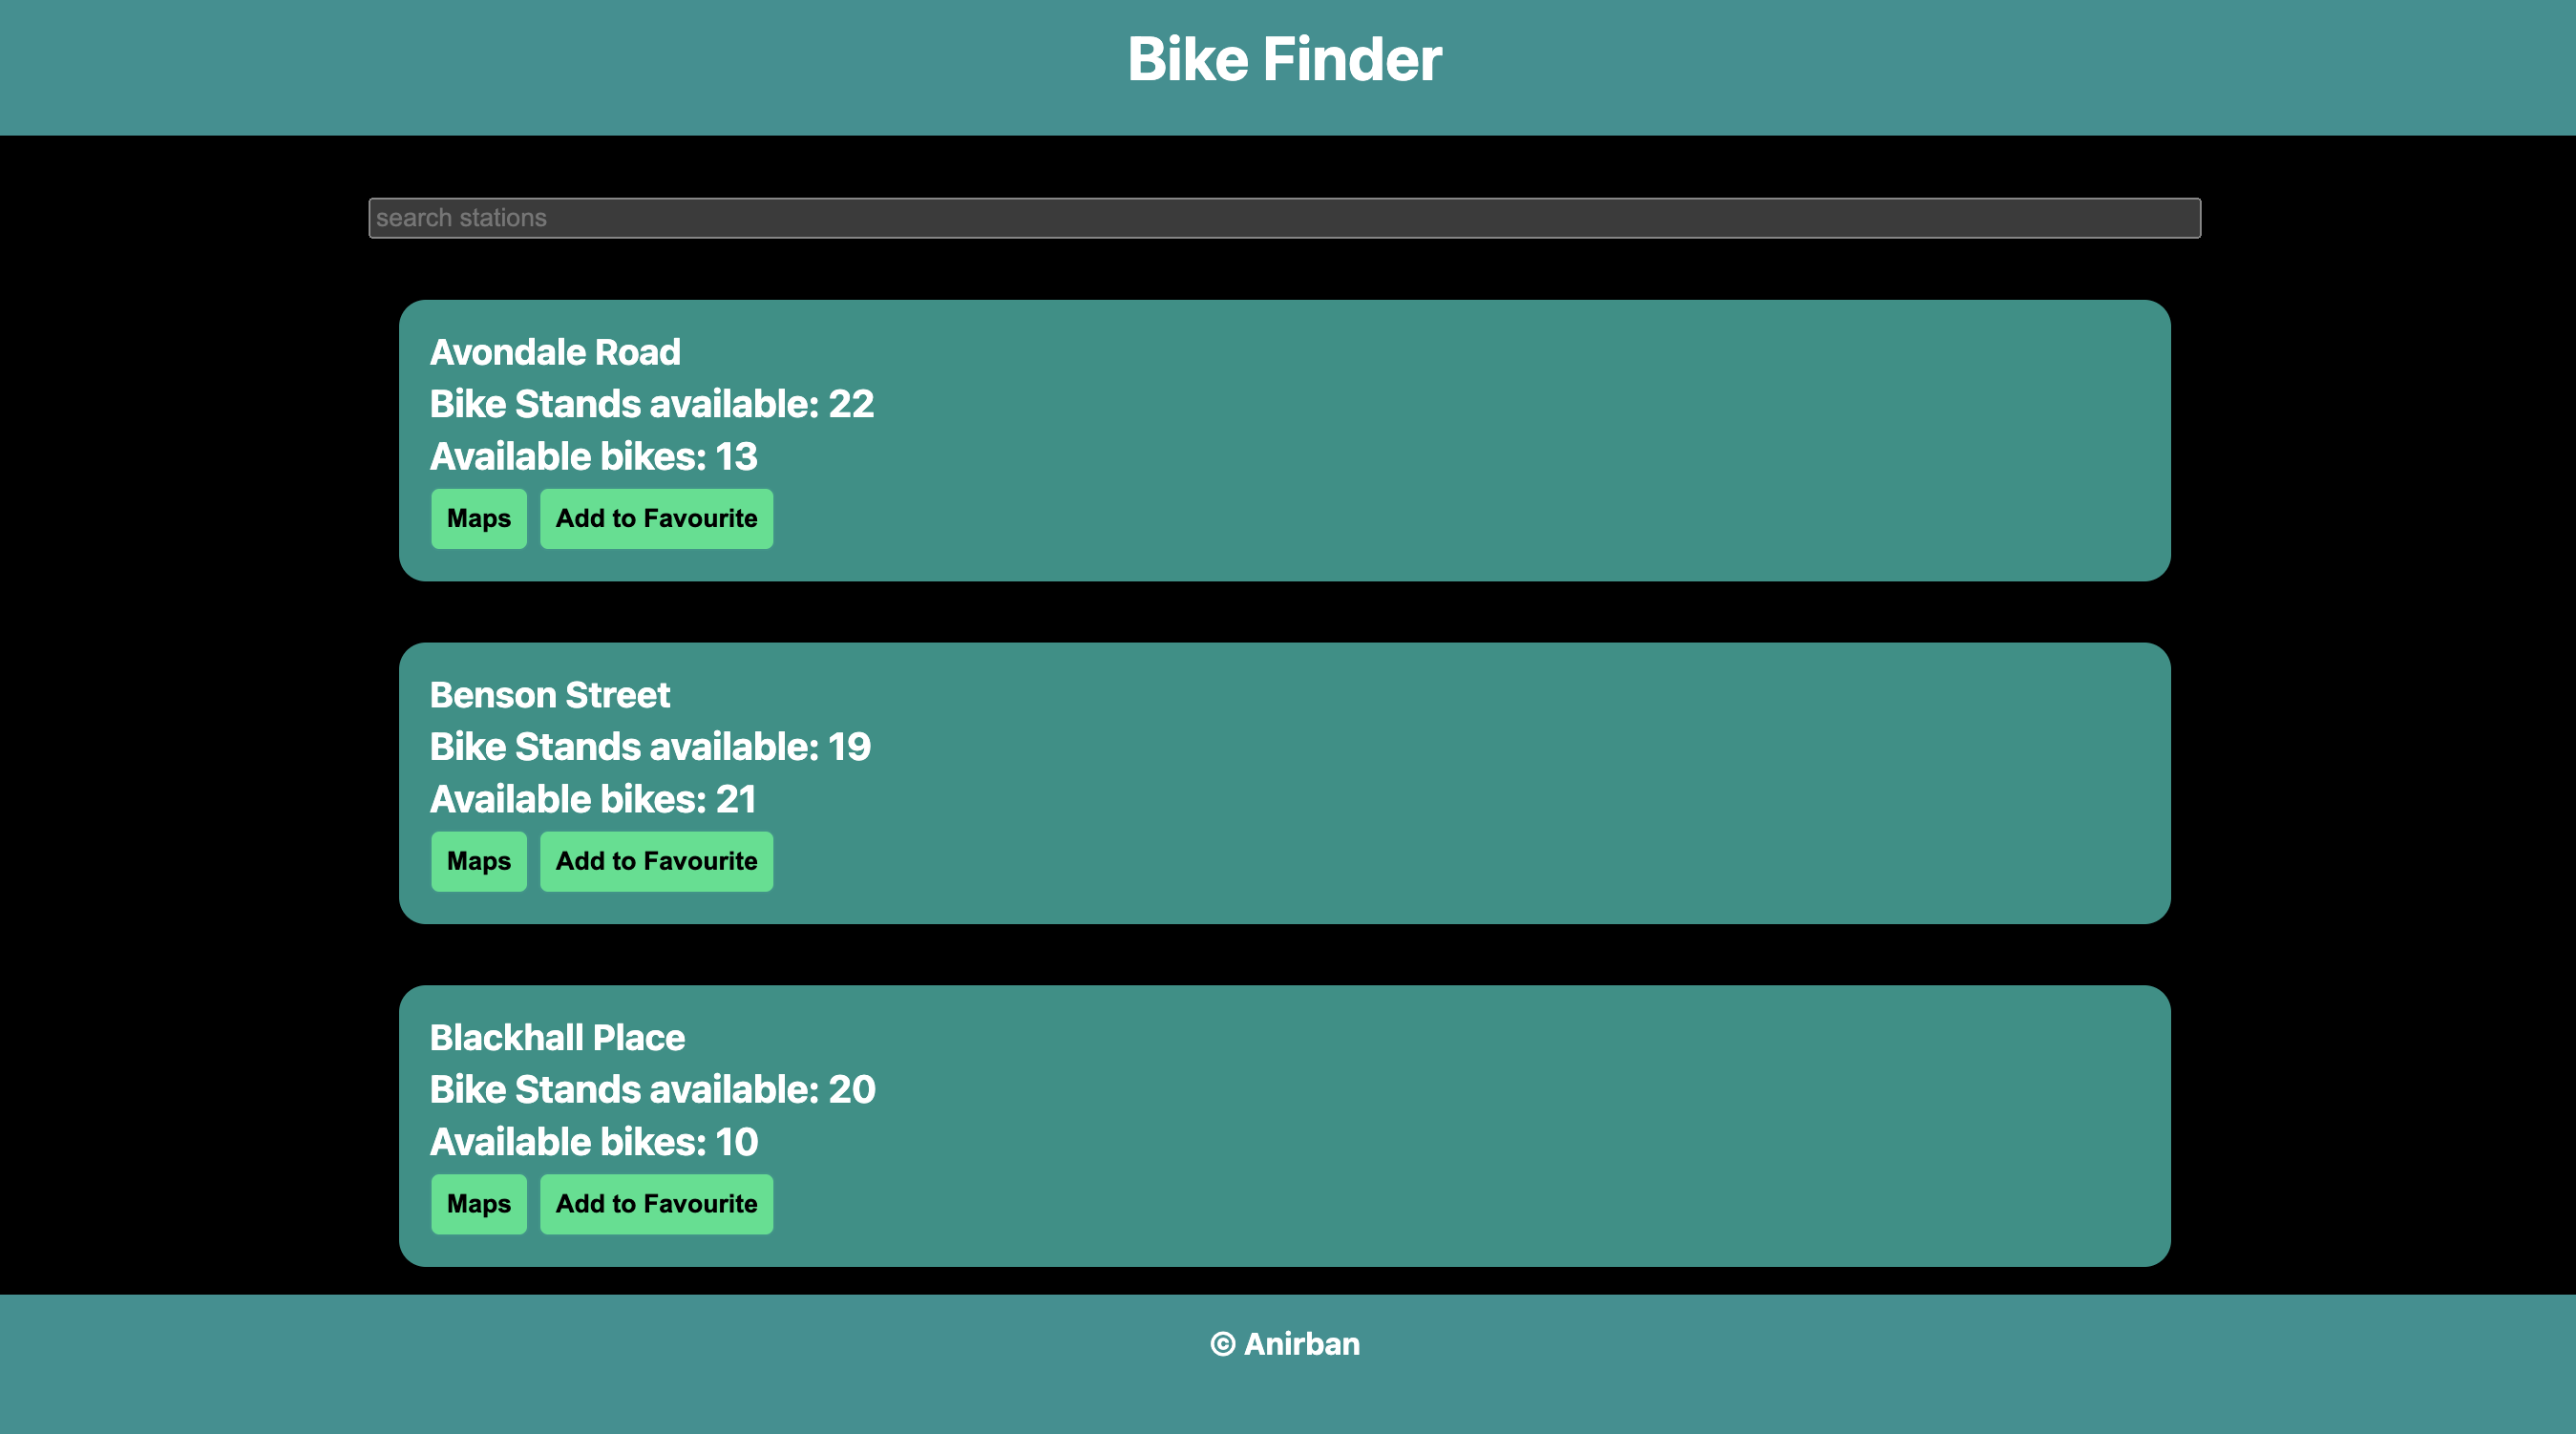 Bike Finder
search stations
Avondale Road
Bike Stands available: 22
Available bikes: 13
Maps Add to Favourite
Benson Street
Bike Stands available: 19
Available bikes: 21
Maps Add to Favourite
Blackhall Place
Bike Stands available: 20
Available bikes: 10
Maps Add to Favourite
© Anirban